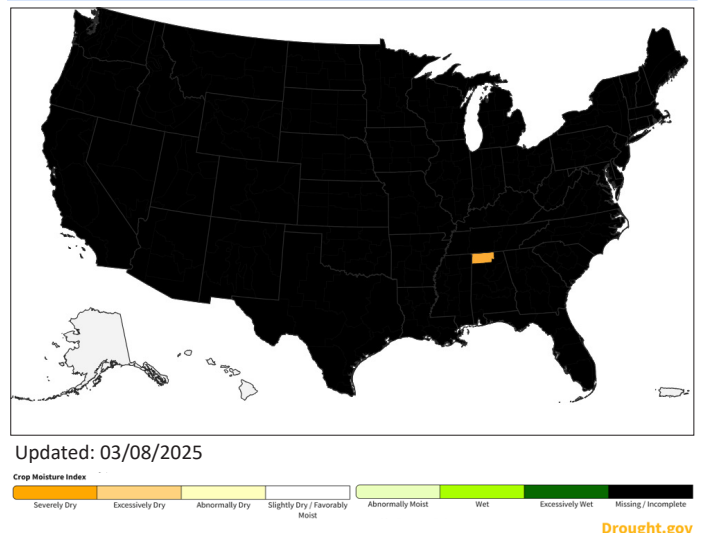 Updated: 03/08/2025
Crop Moisture Index
Severely Dry
Excessively Dry
Abnormally Dry
Slightly Dry / Favorably
Moist
Abnormally Moist
Wet
Excessively Wet
Missing / Incomplete
Drought.gov